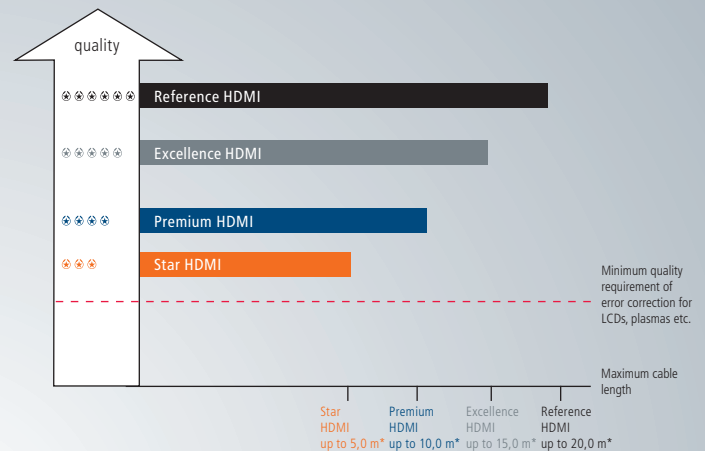 quality
Reference HDMI
Excellence HDMI
Premium HDMI
Star HDMI
Minimum quality
requirement of
error correction for
LCDs, plasmas etc.
Maximum cable
length
Star
HDMI
up to 5,0 m*
Premium
HDMI
up to 10,0 m*
Excellence
HDMI
up to 15,0 m*
Reference
HDMI
up to 20,0 m*